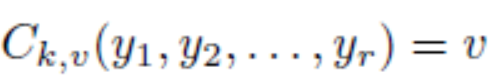 C_{k,v}(y_1, y_2, \ldots, y_r) = v